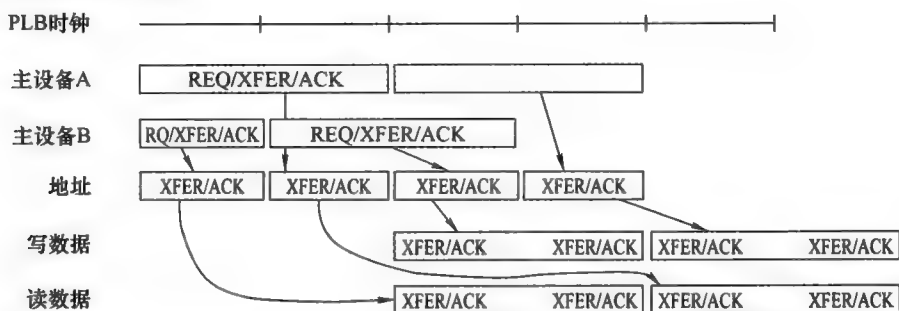 PLB时钟
主设备A
REQ/XFER/ACK
主设备B
RQ/XFER/ACK REQ/XFER/ACK
地址
XFER/ACK XFER/ACK XFER/ACK XFER/ACK
写数据
XFER/ACK XFER/ACK XFER/ACK XFER/ACK
读数据
XFER/ACK XFER/ACK XFER/ACK XFER/ACK